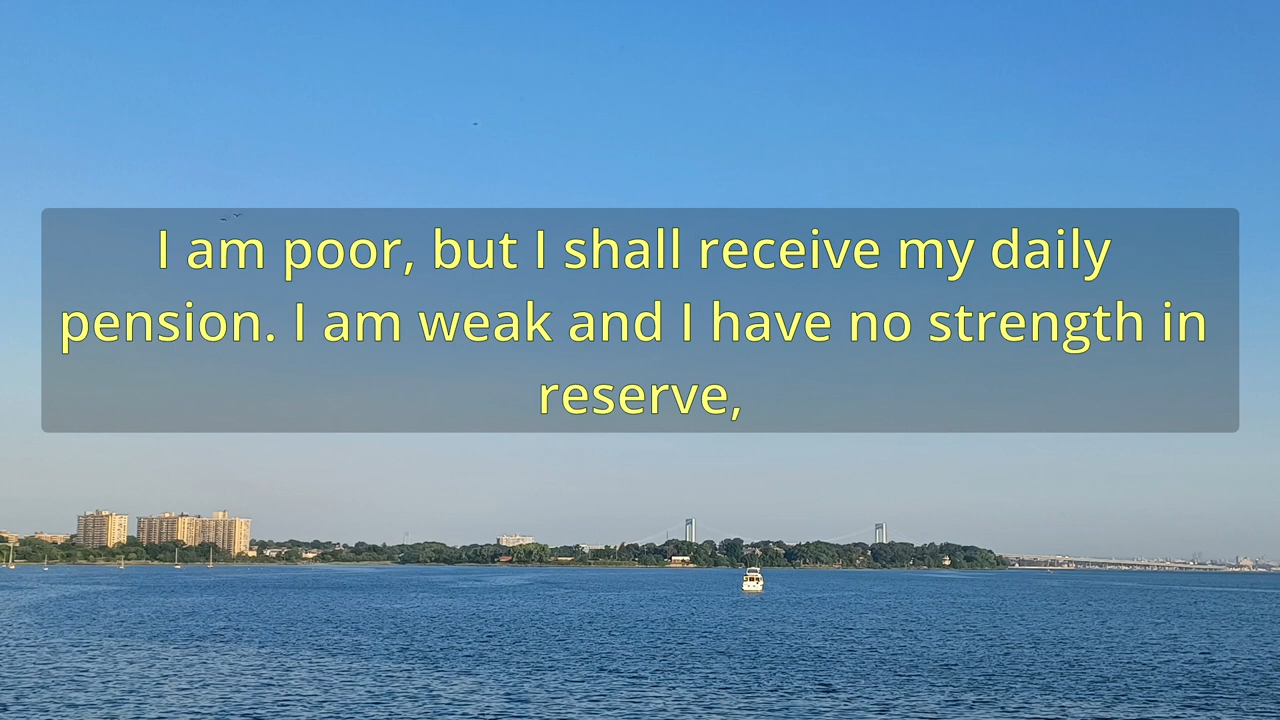 I am poor, but I shall receive my daily
pension. I am weak and I have no strength in
reserve,